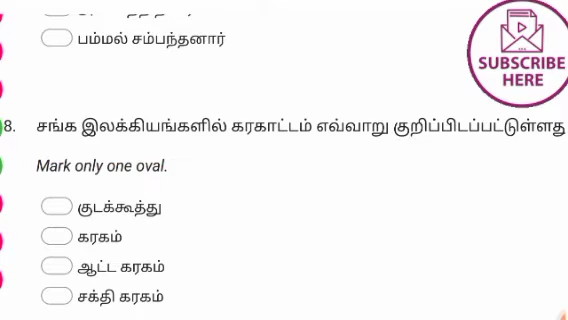 பம்மல் சம்பந்தனார்
SUBSCRIBE
HERE
8. சங்க இலக்கியங்களில் கரகாட்டம் எவ்வாறு குறிப்பிடப்பட்டுள்ளது
Mark only one oval.
குடக்கூத்து
கரகம்
ஆட்ட கரகம்
சக்தி கரகம்